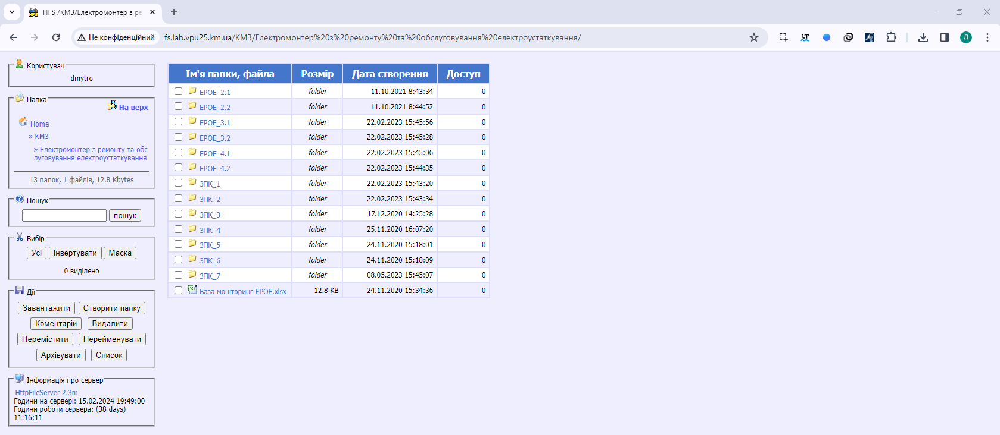 HFS /КМЗ/Електромонтер з ре
Не конфіденційний
fs.lab.vpu25.km.ua/КМЗ/Електромонтер%20з%20ремонту%20та%20обслуговування%20електроустаткування/
LT
Д
Користувач
dmytro
Папка
На верх
Home
» КМЗ
» Електромонтер з ремонту та обс
луговування електроустаткування
13 папок, 1 файлів, 12.8 Kbytes
Пошук
пошук
Вибір
Усі Інвертувати Маска
0 виділено
Дії
Завантажити Створити папку
Коментарій Видалити
Перемістити Перейменувати
Архівувати Список
Інформація про сервер
HttpFileServer 2.3m
Години на сервері: 15.02.2024 19:49:00
Години роботи сервера: (38 days)
11:16:11
Ім'я папки, файла Розмір Дата створення Доступ
ЕРОЕ_2.1 folder 11.10.2021 8:43:34 0
ЕРОЕ_2.2 folder 11.10.2021 8:44:52 0
ЕРОЕ_3.1 folder 22.02.2023 15:45:56 0
ЕРОЕ_3.2 folder 22.02.2023 15:45:28 0
ЕРОЕ_4.1 folder 22.02.2023 15:45:06 0
ЕРОЕ_4.2 folder 22.02.2023 15:44:35 0
ЗПК_1 folder 22.02.2023 15:43:20 0
ЗПК_2 folder 22.02.2023 15:43:34 0
ЗПК_3 folder 17.12.2020 14:25:28 0
ЗПК_4 folder 25.11.2020 16:07:20 0
ЗПК_5 folder 24.11.2020 15:18:01 0
ЗПК_6 folder 24.11.2020 15:18:09 0
ЗПК_7 folder 08.05.2023 15:45:07 0
База моніторинг ЕРОЕ.xlsx 12.8 KB 24.11.2020 15:34:36 0